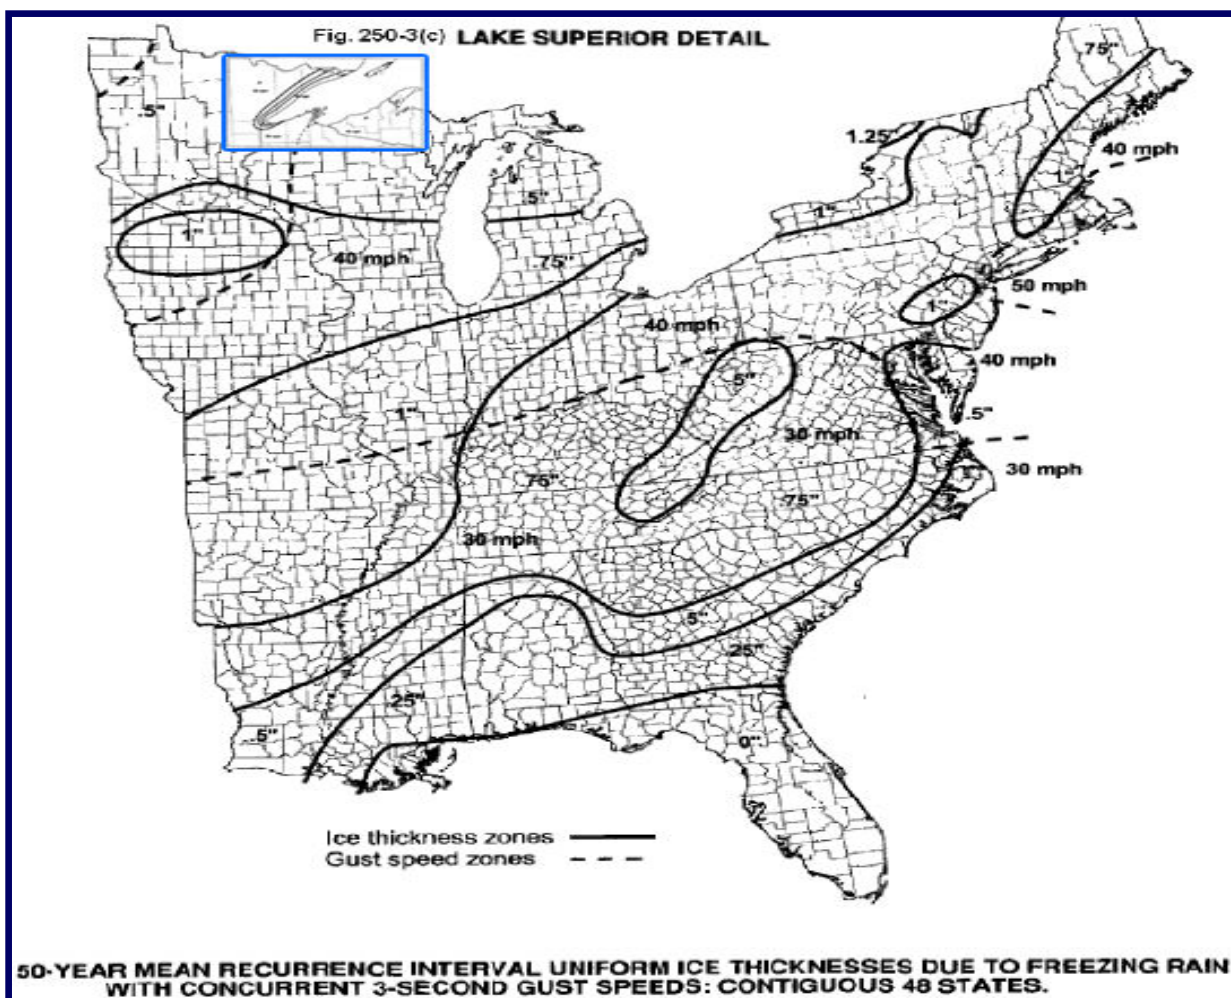 Fig. 250-3(c) LAKE SUPERIOR DETAIL
75"
.5"
1.25"
40 mph
.5"
1"
1"
40 mph
.75"
50 mph
1"
40 mph
40 mph
.5"
.5"
1"
30 mph
30 mph
.75"
.75"
30 mph
.5"
.25"
.25"
.5"
0"
Ice thickness zones
Gust speed zones
50-YEAR MEAN RECURRENCE INTERVAL UNIFORM ICE THICKNESSES DUE TO FREEZING RAIN
WITH CONCURRENT 3-SECOND GUST SPEEDS: CONTIGUOUS 48 STATES.